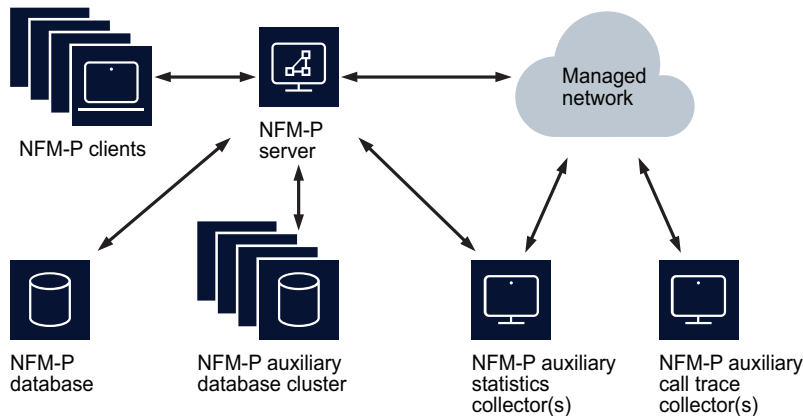 Managed
network
NFM-P clients
NFM-P
server
NFM-P
database
NFM-P auxiliary
database cluster
NFM-P auxiliary
statistics
collector(s)
NFM-P auxiliary
call trace
collector(s)